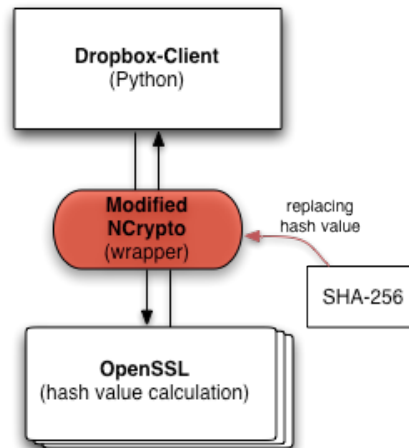 Dropbox-Client
(Python)
Modified
NCrypto
(wrapper)
replacing
hash value
SHA-256
OpenSSL
(hash value calculation)